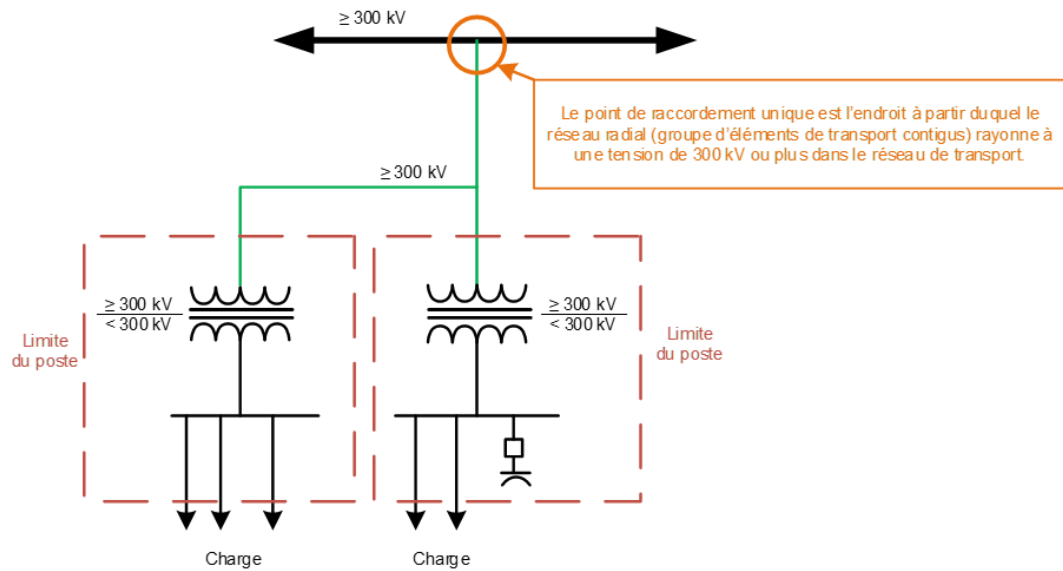 ≥ 300 kV
Le point de raccordement unique est l'endroit à partir duquel le
réseau radial (groupe d'éléments de transport contigus) rayonne à
une tension de 300 kV ou plus dans le réseau de transport.
≥ 300 kV
≥ 300 kV
< 300 kV
≥ 300 kV
< 300 kV
Limite
du poste
Limite
du poste
Charge
Charge